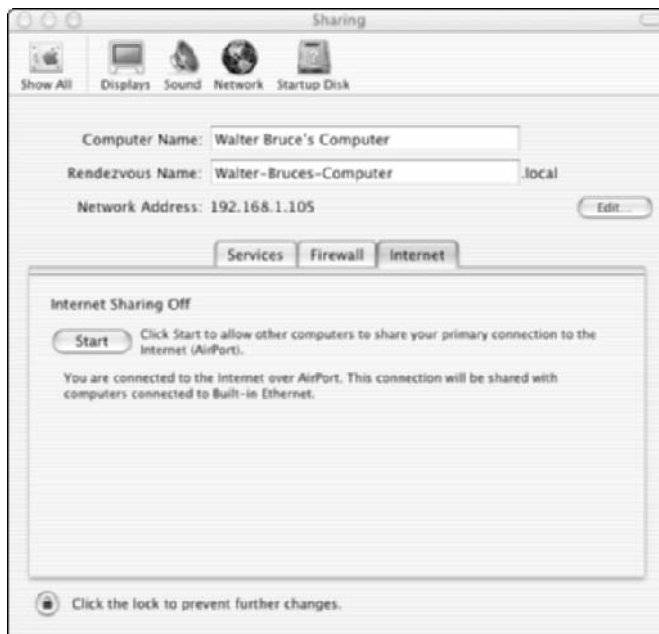 Sharing
Show All Displays Sound Network Startup Disk
Computer Name: Walter Bruce's Computer
Rendezvous Name: Walter-Bruces-Computer .local
Network Address: 192.168.1.105 Edit...
Services Firewall Internet
Internet Sharing Off
Start Click Start to allow other computers to share your primary connection to the
Internet (AirPort).
You are connected to the Internet over AirPort. This connection will be shared with
computers connected to Built-in Ethernet.
Click the lock to prevent further changes.